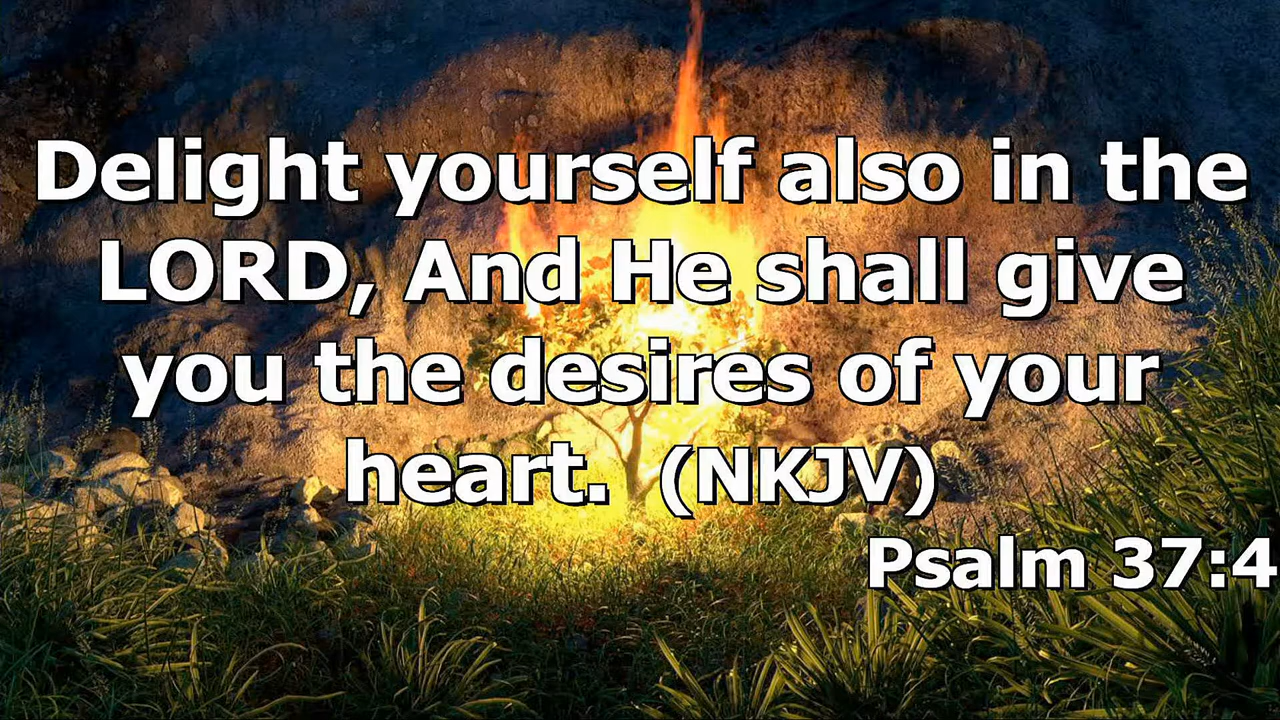 Delight yourself also in the
LORD, And He shall give
you the desires of your
heart. (NKJV)
Psalm 37:4